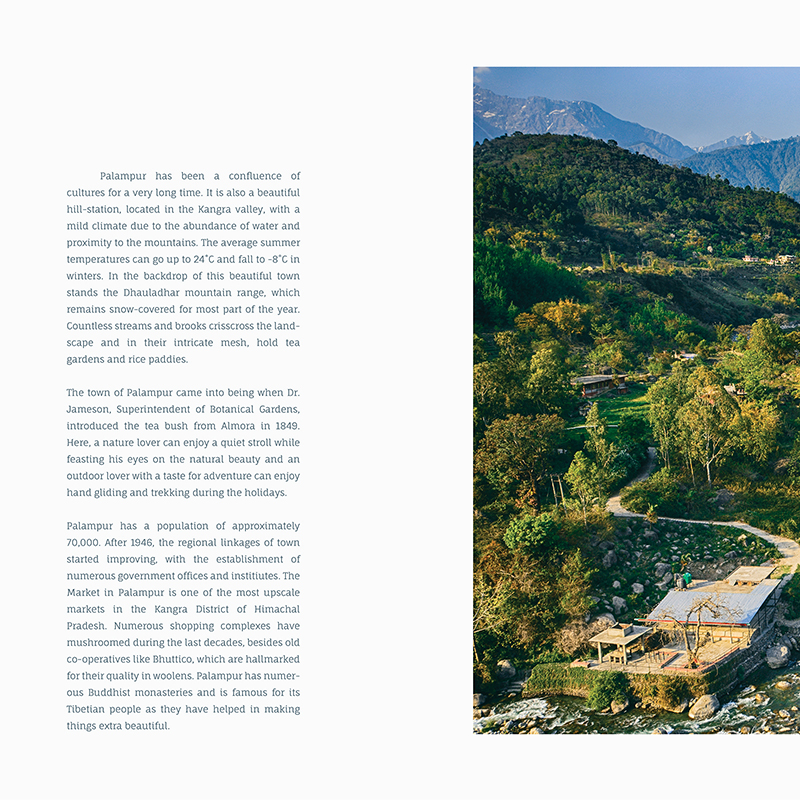 Palampur has been a confluence of
cultures for a very long time. It is also a beautiful
hill-station, located in the Kangra valley, with a
mild climate due to the abundance of water and
proximity to the mountains. The average summer
temperatures can go up to 24°C and fall to -8°C in
winters. In the backdrop of this beautiful town
stands the Dhauladhar mountain range, which
remains snow-covered for most part of the year.
Countless streams and brooks crisscross the land-
scape and in their intricate mesh, hold tea
gardens and rice paddies.
The town of Palampur came into being when Dr.
Jameson, Superintendent of Botanical Gardens,
introduced the tea bush from Almora in 1849.
Here, a nature lover can enjoy a quiet stroll while
feasting his eyes on the natural beauty and an
outdoor lover with a taste for adventure can enjoy
hand gliding and trekking during the holidays.
Palampur has a population of approximately
70,000. After 1946, the regional linkages of town
started improving, with the establishment of
numerous government offices and institiutes. The
Market in Palampur is one of the most upscale
markets in the Kangra District of Himachal
Pradesh. Numerous shopping complexes have
mushroomed during the last decades, besides old
co-operatives like Bhuttico, which are hallmarked
for their quality in woolens. Palampur has numer-
ous Buddhist monasteries and is famous for its
Tibetian people as they have helped in making
things extra beautiful.